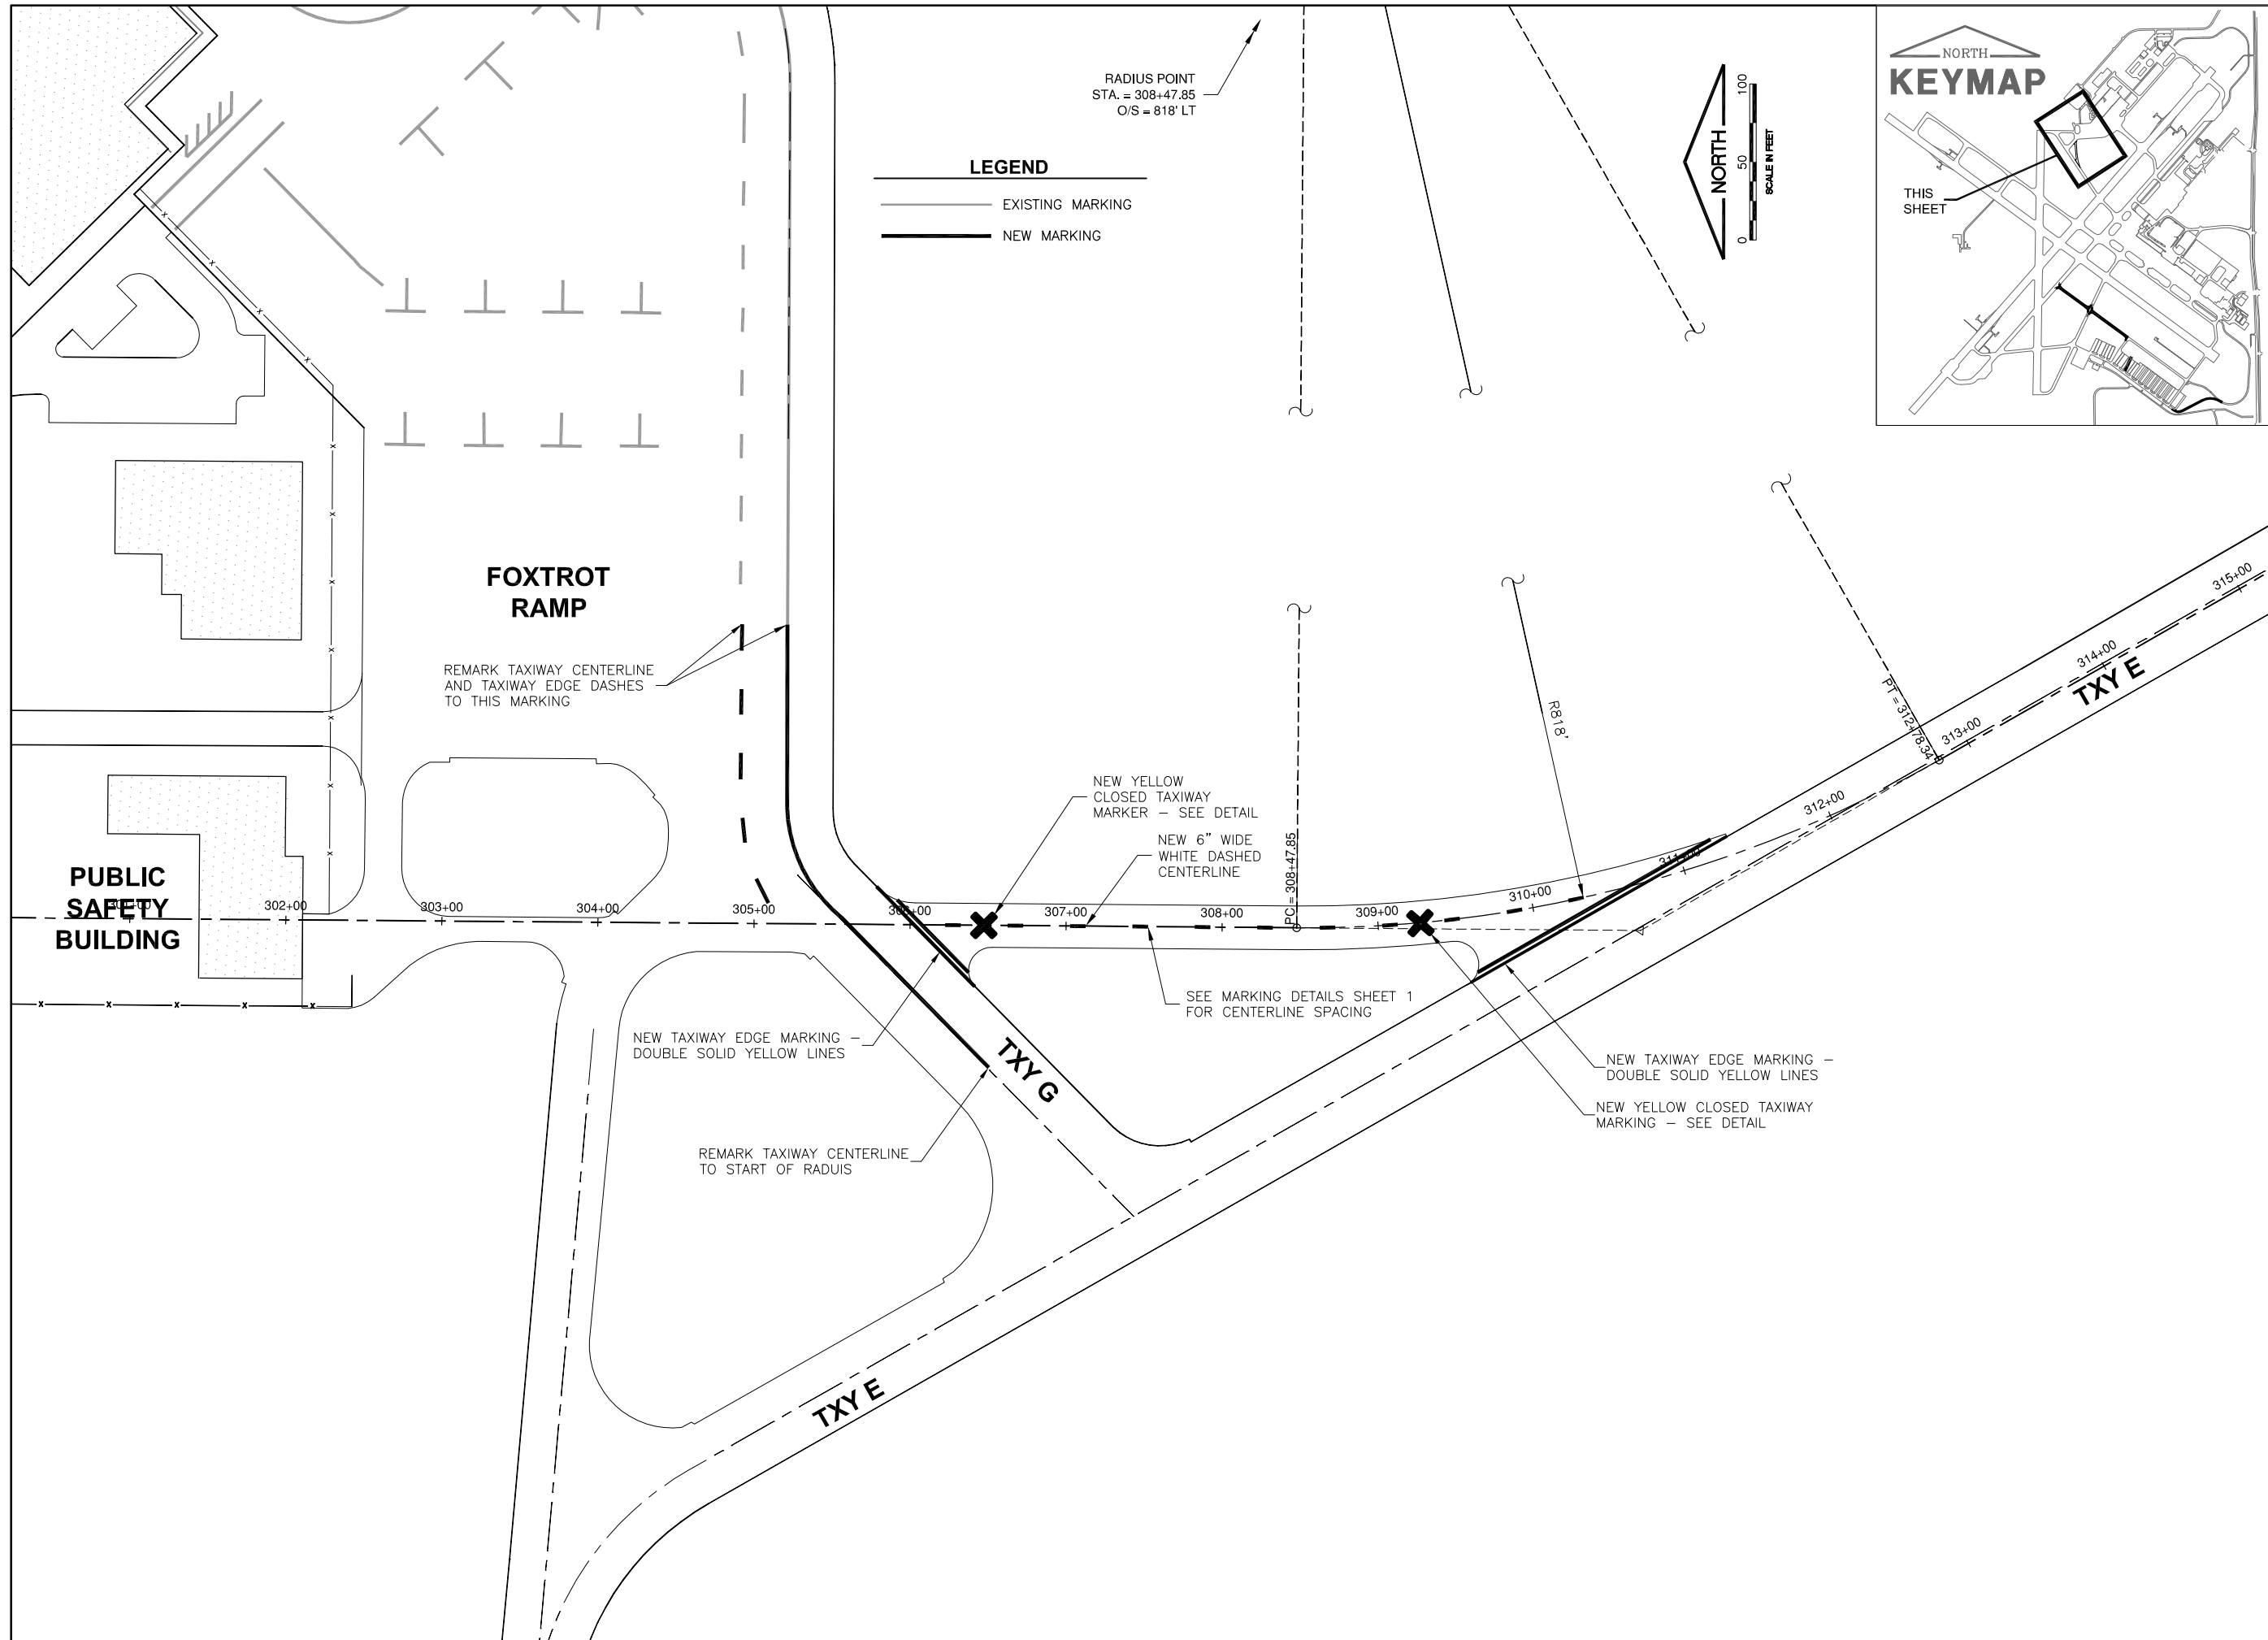 RADIUS POINT
STA. = 308+47.85
O/S = 818' LT
LEGEND
EXISTING MARKING
NEW MARKING
NORTH
0 50 100
SCALE IN FEET
NORTH
KEYMAP
THIS
SHEET
FOXTROT
RAMP
REMARK TAXIWAY CENTERLINE
AND TAXIWAY EDGE DASHES
TO THIS MARKING
PUBLIC
SAFETY
BUILDING
NEW YELLOW
CLOSED TAXIWAY
MARKER – SEE DETAIL
NEW 6" WIDE
WHITE DASHED
CENTERLINE
PC = 308+47.85
R818'
PT = 312+78.34
301+00
302+00
303+00
304+00
305+00
306+00
307+00
308+00
309+00
310+00
311+00
312+00
313+00
314+00
315+00
TXY E
SEE MARKING DETAILS SHEET 1
FOR CENTERLINE SPACING
NEW TAXIWAY EDGE MARKING –
DOUBLE SOLID YELLOW LINES
TXY G
NEW TAXIWAY EDGE MARKING –
DOUBLE SOLID YELLOW LINES
NEW YELLOW CLOSED TAXIWAY
MARKING – SEE DETAIL
REMARK TAXIWAY CENTERLINE
TO START OF RADUIS
TXY E